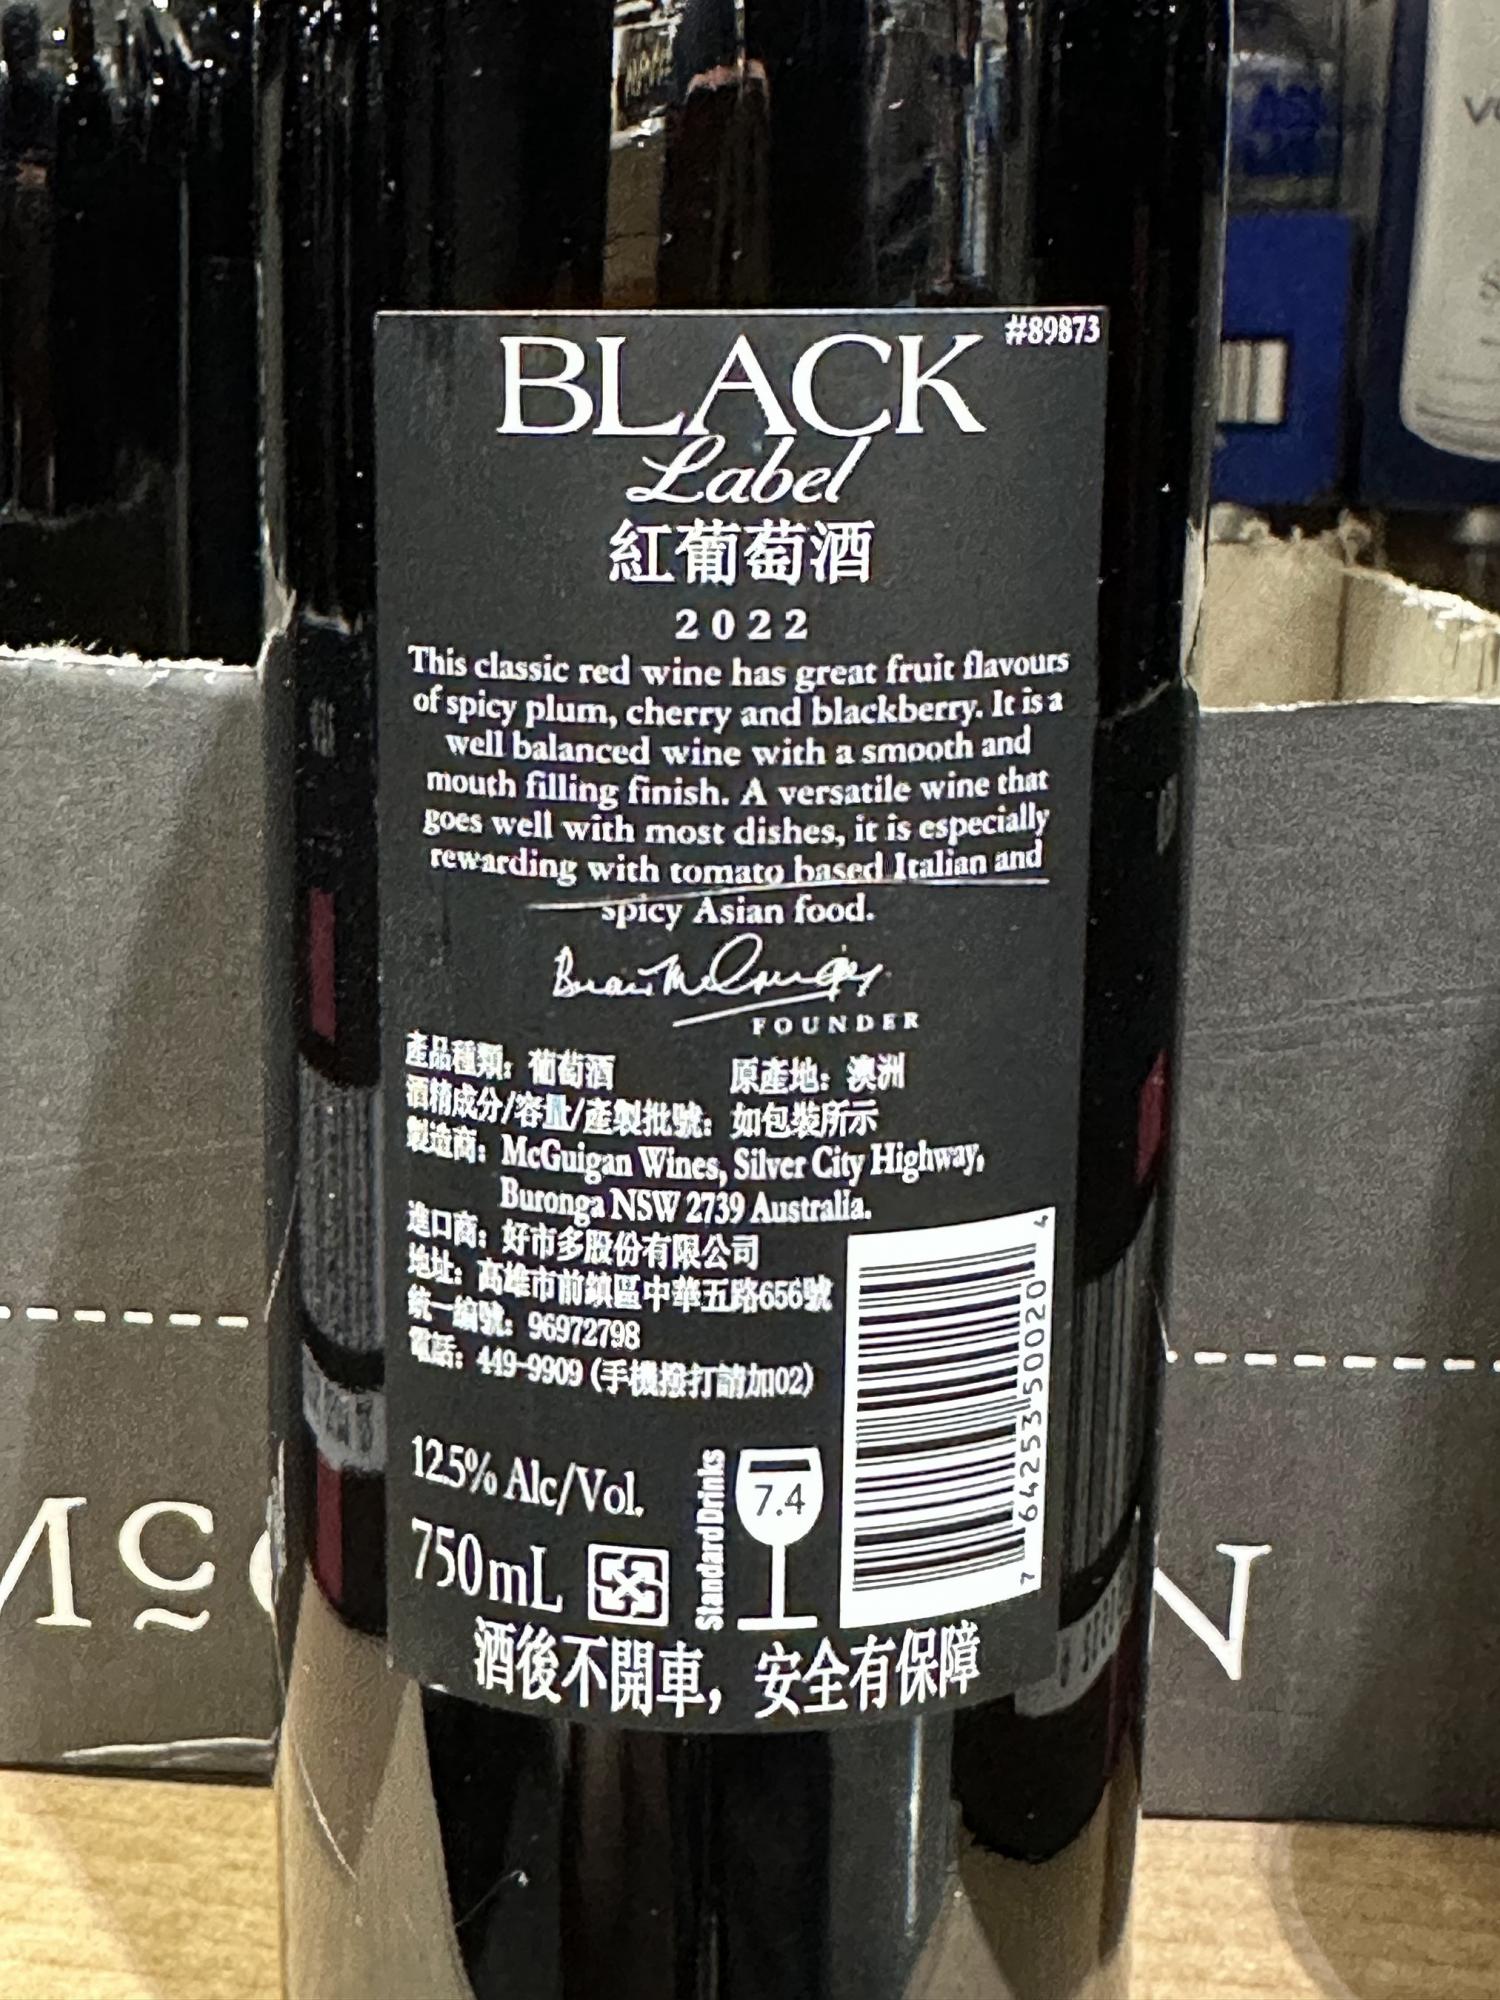 #89873
BLACK
Label
紅葡萄酒
2022
This classic red wine has great fruit flavours
of spicy plum, cherry and blackberry. It is a
well balanced wine with a smooth and
mouth filling finish. A versatile wine that
goes well with most dishes, it is especially
rewarding with tomato based Italian and
spicy Asian food.
Brian McGuigan
FOUNDER
產品種類：葡萄酒 原產地：澳洲
酒精成分/容量/產製批號：如包裝所示
製造商：McGuigan Wines, Silver City Highway,
Buronga NSW 2739 Australia.
進口商：好市多股份有限公司
地址：高雄市前鎮區中華五路656號
統一編號：96972798
電話：449-9909 (手機撥打請加02)
12.5% Alc/Vol.
750mL
Standard Drinks
7.4
7 64253 50020 4
酒後不開車，安全有保障